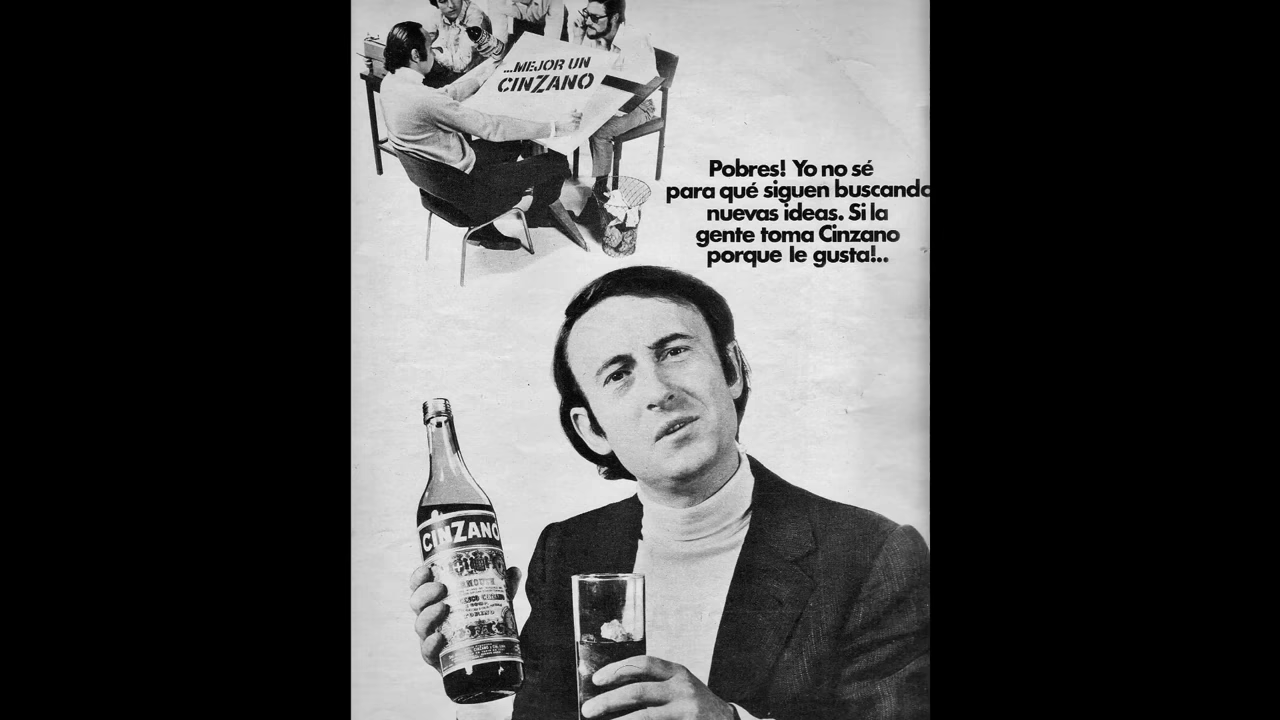 ...MEJOR UN
CINZANO
Pobres! Yo no sé
para qué siguen buscando
nuevas ideas. Si la
gente toma Cinzano
porque le gusta!..
CINZANO